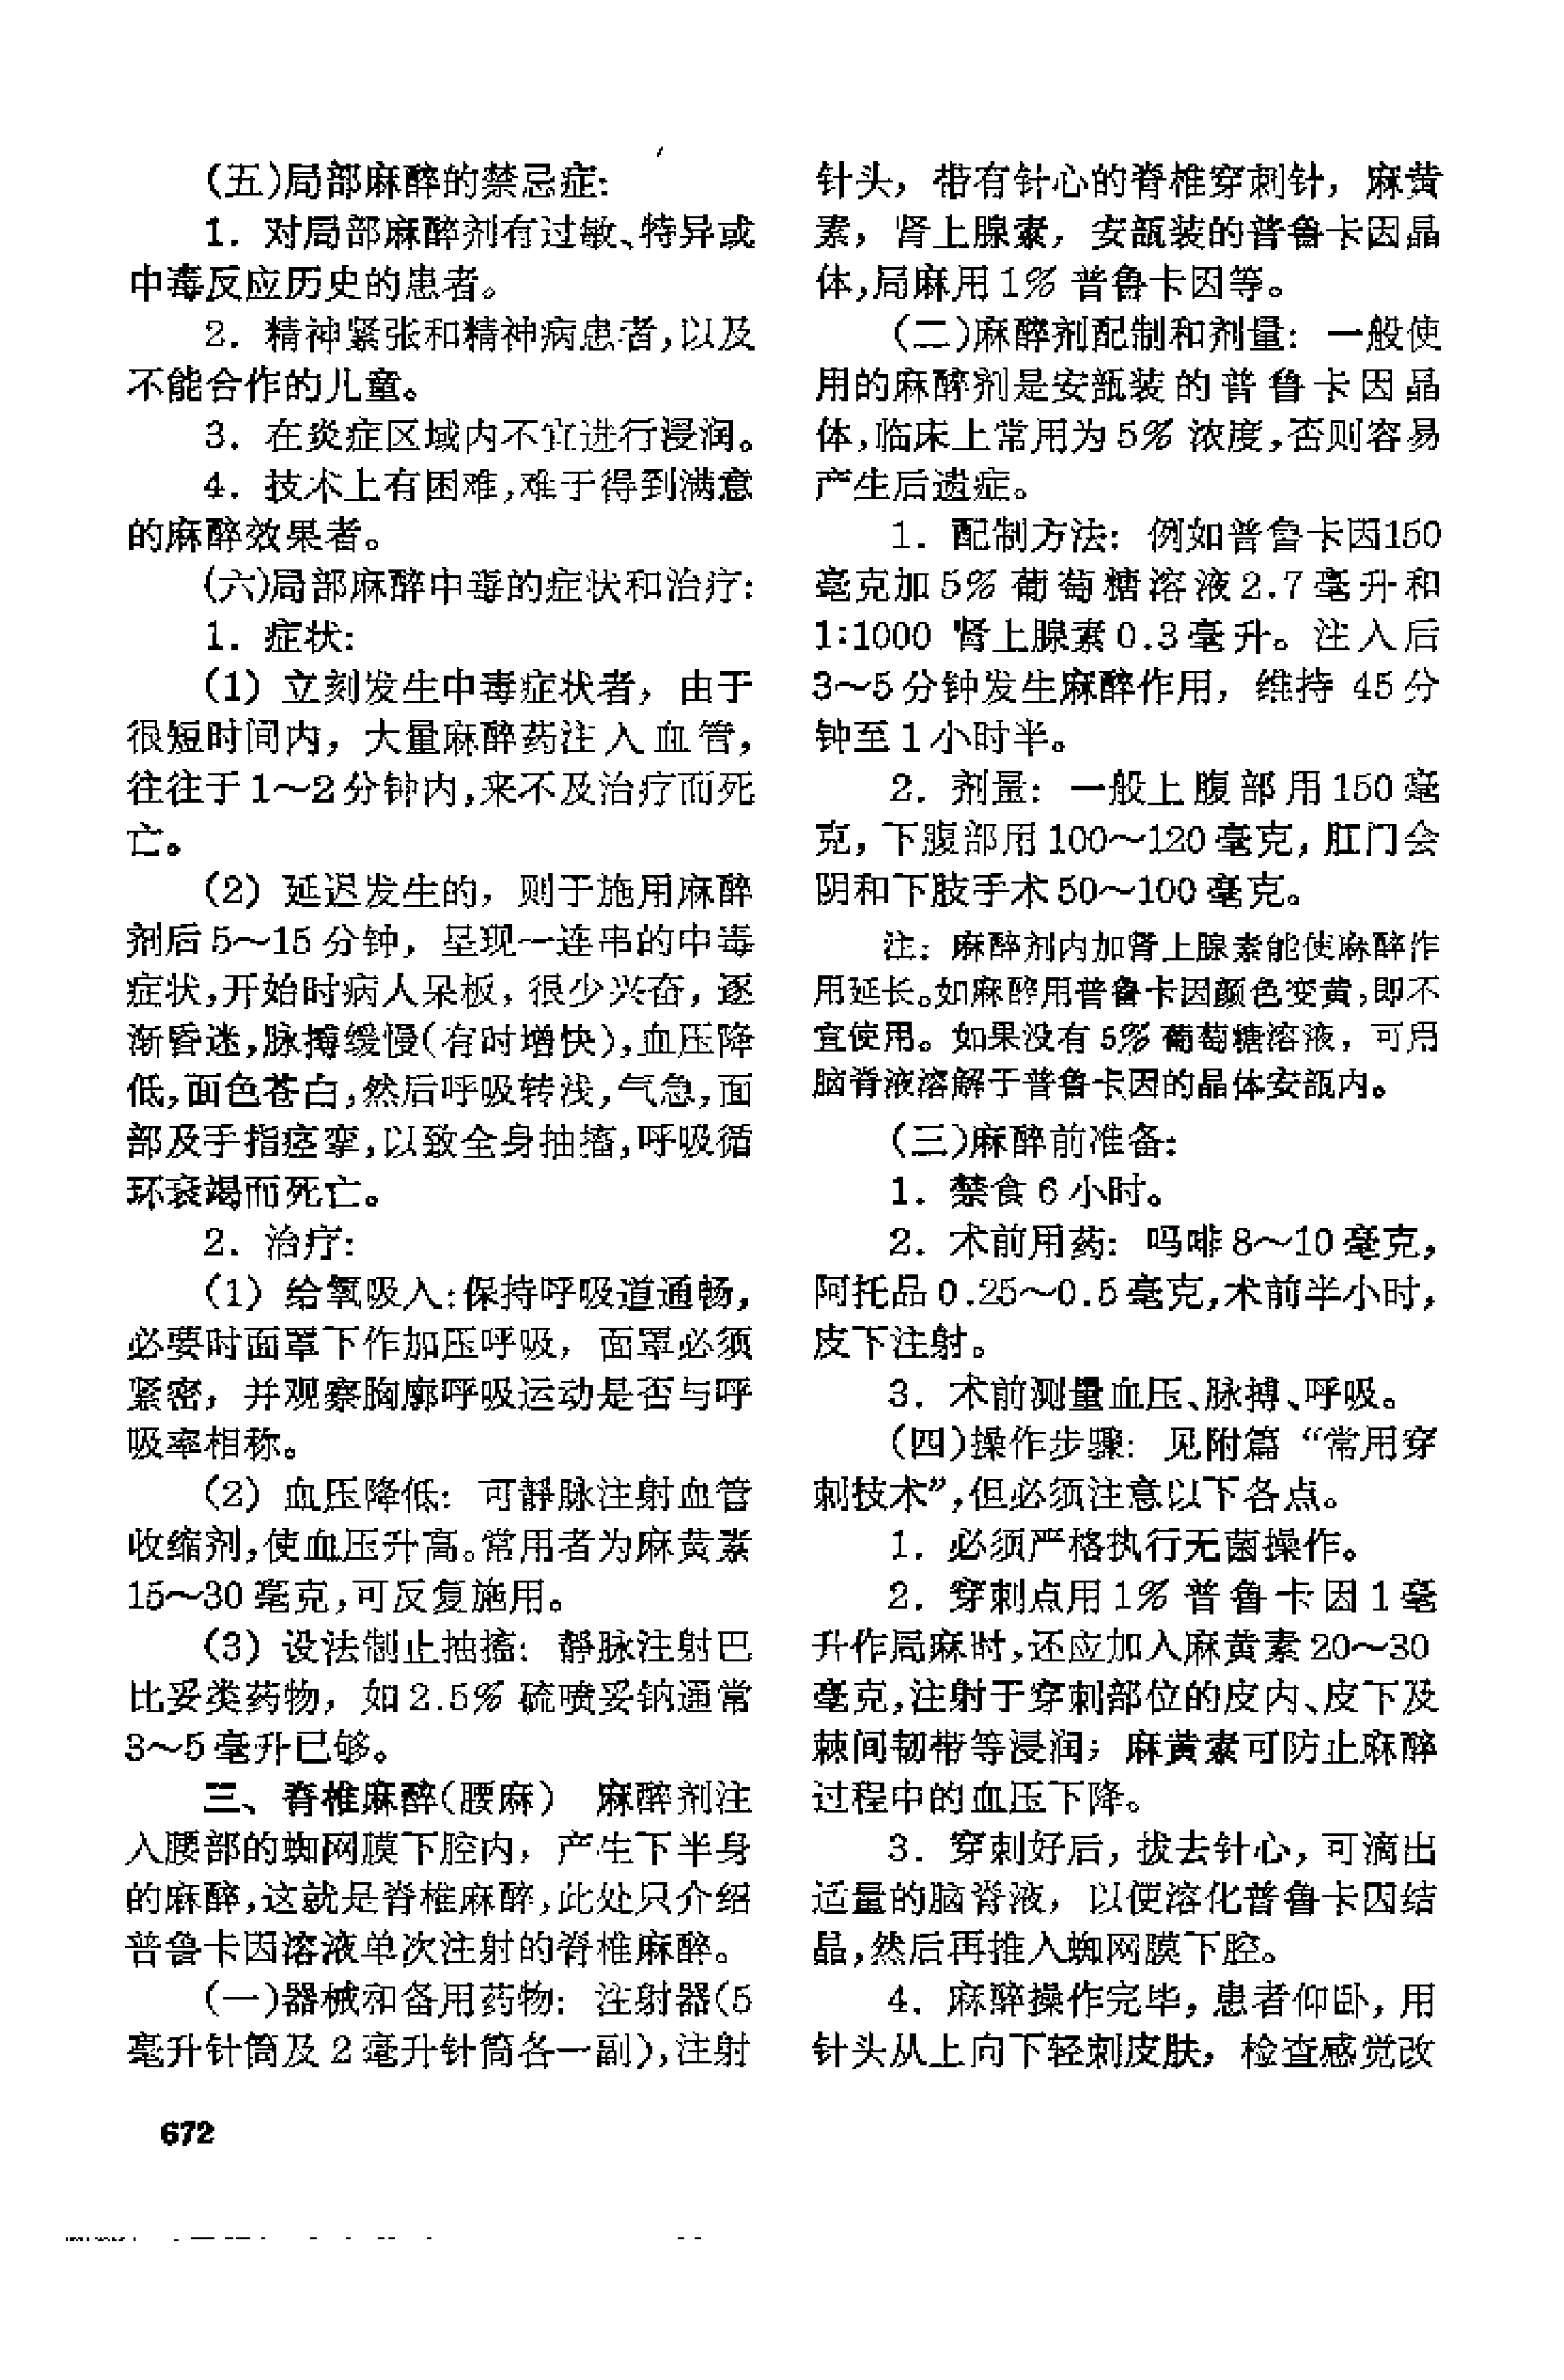 (五)局部麻醉的禁忌症:
1. 对局部麻醉剂有过敏、特异或
中毒反应历史的患者。
2. 精神紧张和精神病患者,以及
不能合作的儿童。
3. 在炎症区域内不宜进行浸润。
4. 技术上有困难,难于得到满意
的麻醉效果者。
(六)局部麻醉中毒的症状和治疗:
1. 症状:
(1) 立刻发生中毒症状者,由于
很短时间内,大量麻醉药注入血管,
往往于1～2分钟内,来不及治疗而死
亡。
(2) 延迟发生的,则于施用麻醉
剂后5～15分钟,呈现一连串的中毒
症状,开始时病人呆板,很少兴奋,逐
渐昏迷,脉搏缓慢(有时增快),血压降
低,面色苍白,然后呼吸转浅,气急,面
部及手指痉挛,以致全身抽搐,呼吸循
环衰竭而死亡。
2. 治疗:
(1) 给氧吸入:保持呼吸道通畅,
必要时面罩下作加压呼吸,面罩必须
紧密,并观察胸廓呼吸运动是否与呼
吸率相称。
(2) 血压降低: 可静脉注射血管
收缩剂,使血压升高。常用者为麻黄素
15～30毫克,可反复施用。
(3) 设法制止抽搐: 静脉注射巴
比妥类药物,如2.5% 硫喷妥钠通常
3～5毫升已够。
三、脊椎麻醉(腰麻) 麻醉剂注
入腰部的蜘网膜下腔内,产生下半身
的麻醉,这就是脊椎麻醉,此处只介绍
普鲁卡因溶液单次注射的脊椎麻醉。
(一)器械和备用药物: 注射器(5
毫升针筒及2毫升针筒各一副),注射
针头,带有针心的脊椎穿刺针,麻黄
素,肾上腺素,安瓿装的普鲁卡因晶
体,局麻用1% 普鲁卡因等。
(二)麻醉剂配制和剂量: 一般使
用的麻醉剂是安瓿装的普鲁卡因晶
体,临床上常用为5% 浓度,否则容易
产生后遗症。
1. 配制方法: 例如普鲁卡因150
毫克加5% 葡萄糖溶液2.7毫升和
1:1000 肾上腺素0.3毫升。注入后
3～5分钟发生麻醉作用,维持 45分
钟至1小时半。
2. 剂量: 一般上腹部用150毫
克,下腹部用100～120毫克,肛门会
阴和下肢手术50～100毫克。
注: 麻醉剂内加肾上腺素能使麻醉作
用延长。如麻醉用普鲁卡因颜色变黄,即不
宜使用。如果没有5%葡萄糖溶液,可用
脑脊液溶解于普鲁卡因的晶体安瓿内。
(三)麻醉前准备:
1. 禁食6小时。
2. 术前用药: 吗啡8～10毫克,
阿托品0.25～0.5毫克,术前半小时,
皮下注射。
3. 术前测量血压、脉搏、呼吸。
(四)操作步骤: 见附篇“常用穿
刺技术”,但必须注意以下各点。
1. 必须严格执行无菌操作。
2. 穿刺点用1% 普鲁卡因1毫
升作局麻时,还应加入麻黄素20～30
毫克,注射于穿刺部位的皮内、皮下及
棘间韧带等浸润; 麻黄素可防止麻醉
过程中的血压下降。
3. 穿刺好后,拔去针心,可滴出
适量的脑脊液,以便溶化普鲁卡因结
晶,然后再推入蜘网膜下腔。
4. 麻醉操作完毕,患者仰卧,用
针头从上向下轻刺皮肤,检查感觉改
672